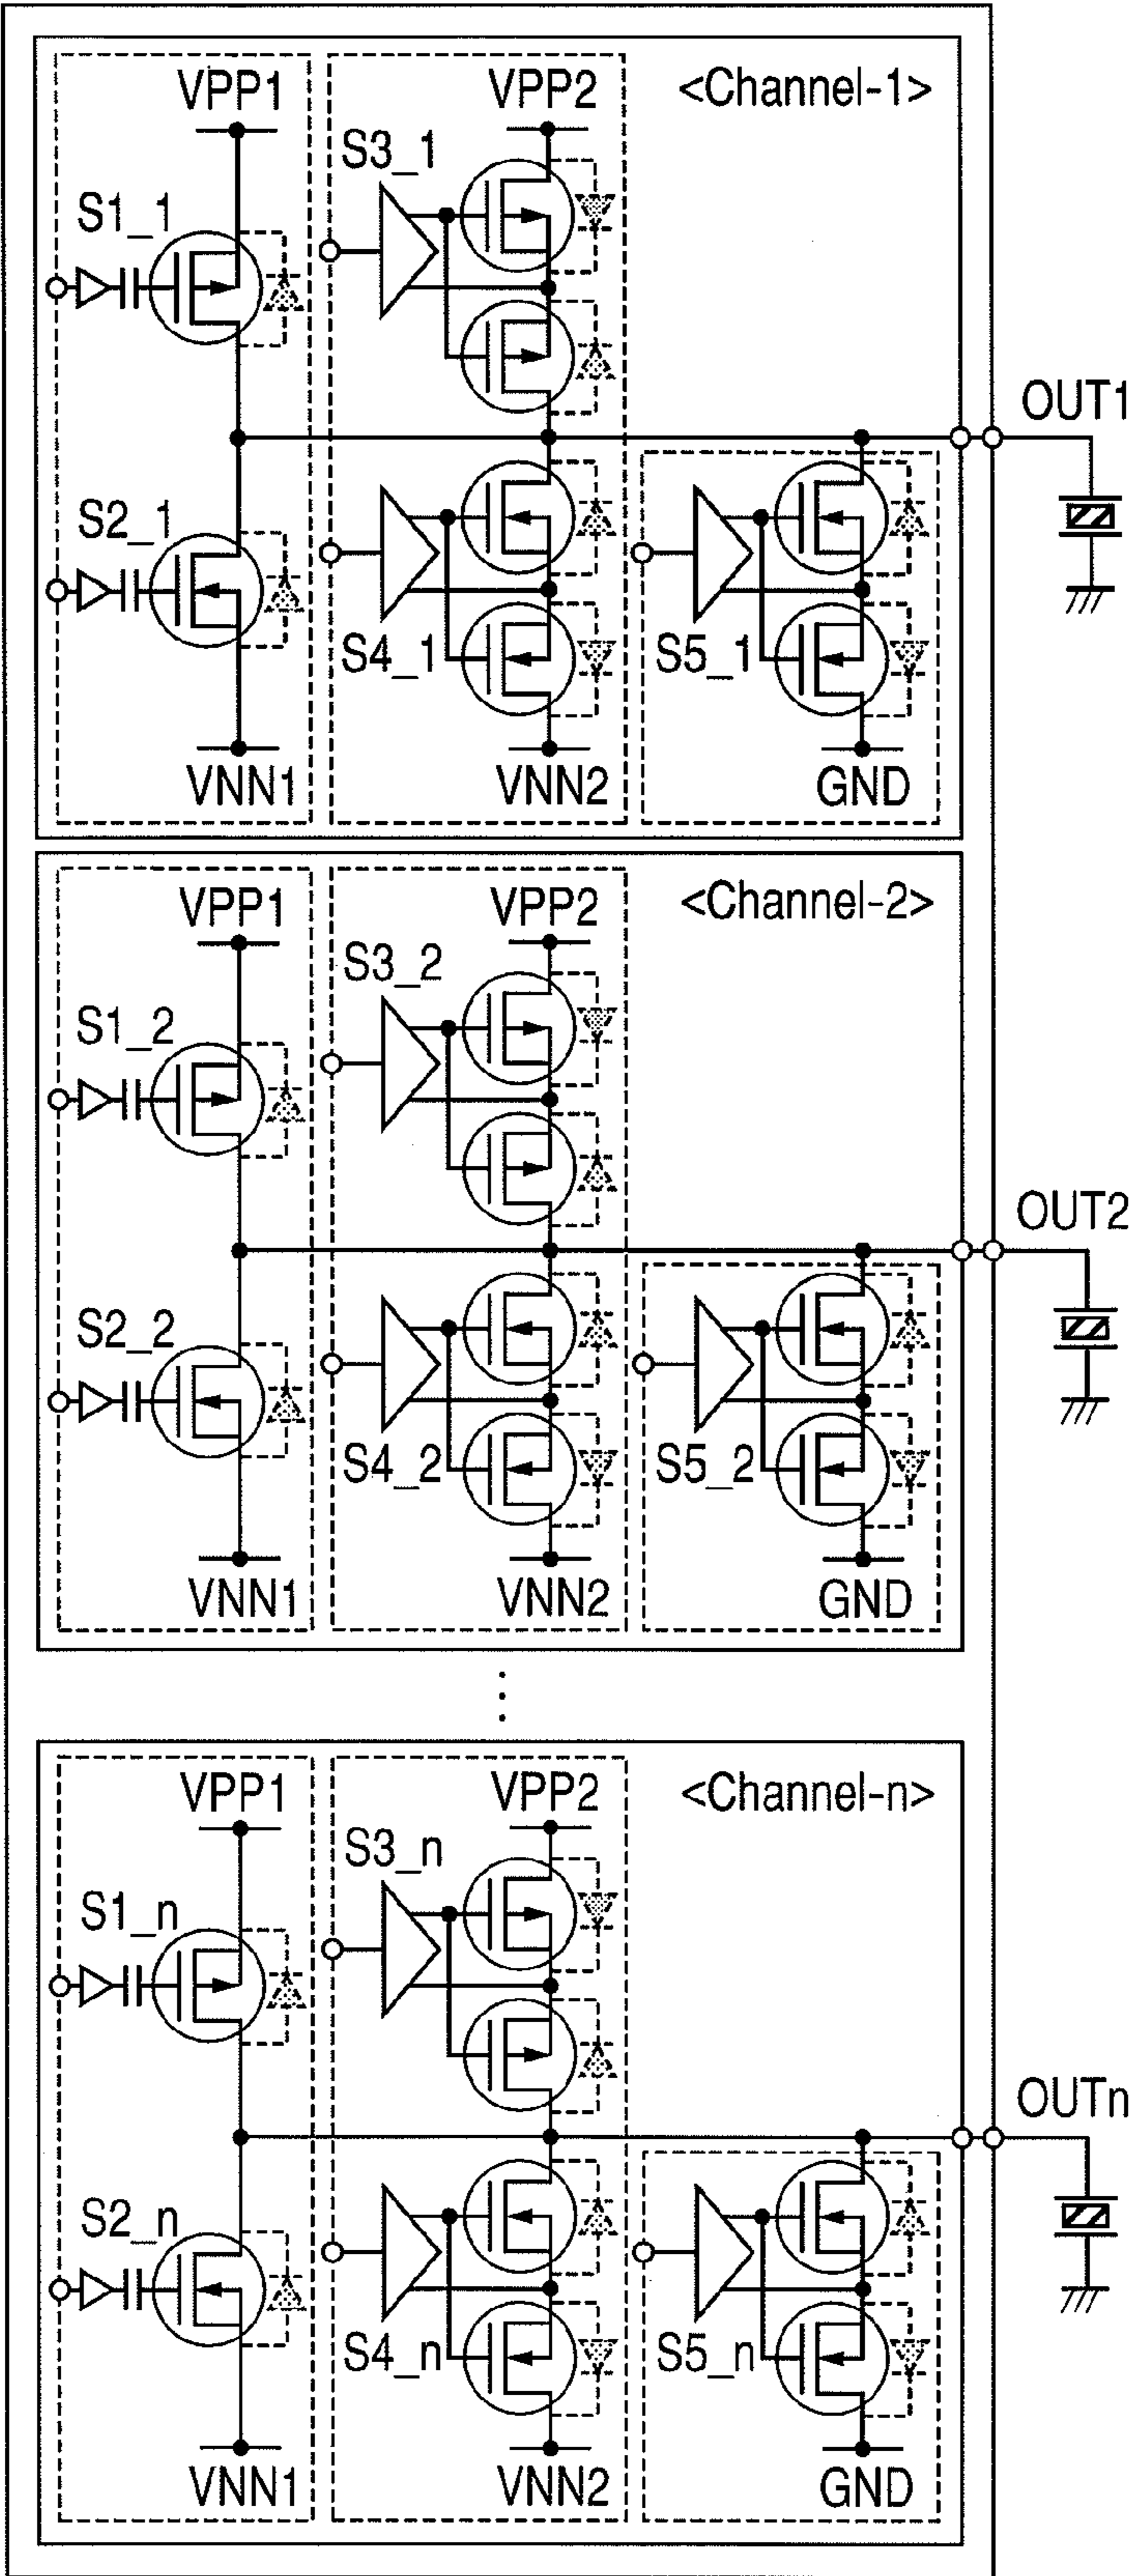 VPP1
VPP2
<Channel-1>
S3_1
S1_1
OUT1
S2_1
S4_1
S5_1
VNN1
VNN2
GND
VPP1
VPP2
<Channel-2>
S3_2
S1_2
OUT2
S2_2
S4_2
S5_2
VNN1
VNN2
GND
VPP1
VPP2
<Channel-n>
S3_n
S1_n
OUTn
S2_n
S4_n
S5_n
VNN1
VNN2
GND